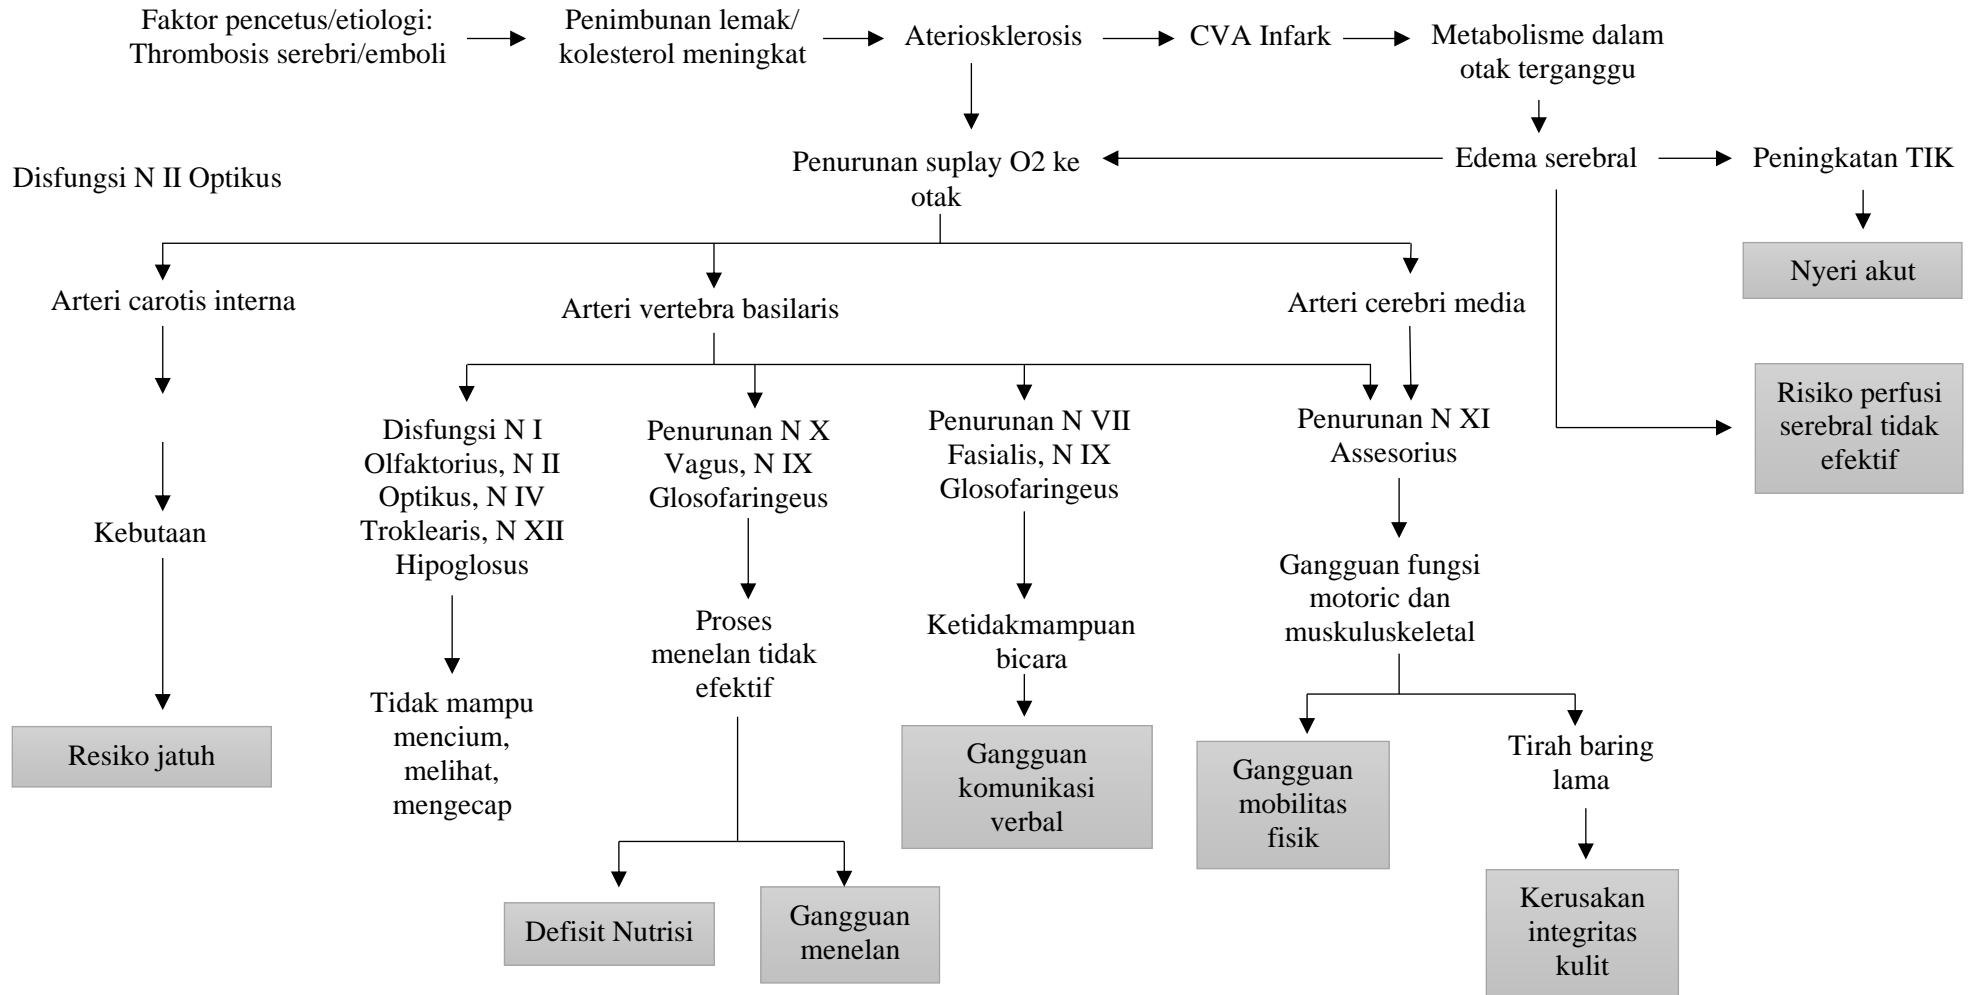 Faktor pencetus/etiologi:
Thrombosis serebri/emboli
Penimbunan lemak/
kolesterol meningkat
Ateriosklerosis
CVA Infark
Metabolisme dalam
otak terganggu
Disfungsi N II Optikus
Penurunan suplay O2 ke
otak
Edema serebral
Peningkatan TIK
Nyeri akut
Arteri carotis interna
Arteri vertebra basilaris
Arteri cerebri media
Risiko perfusi
serebral tidak
efektif
Disfungsi N I
Olfaktorius, N II
Optikus, N IV
Troklearis, N XII
Hipoglosus
Penurunan N X
Vagus, N IX
Glosofaringeus
Penurunan N VII
Fasialis, N IX
Glosofaringeus
Penurunan N XI
Assesorius
Kebutaan
Proses
menelan tidak
efektif
Ketidakmampuan
bicara
Gangguan fungsi
motoric dan
muskuluskeletal
Resiko jatuh
Tidak mampu
mencium,
melihat,
mengecap
Gangguan
komunikasi
verbal
Gangguan
mobilitas
fisik
Tirah baring
lama
Defisit Nutrisi
Gangguan
menelan
Kerusakan
integritas
kulit